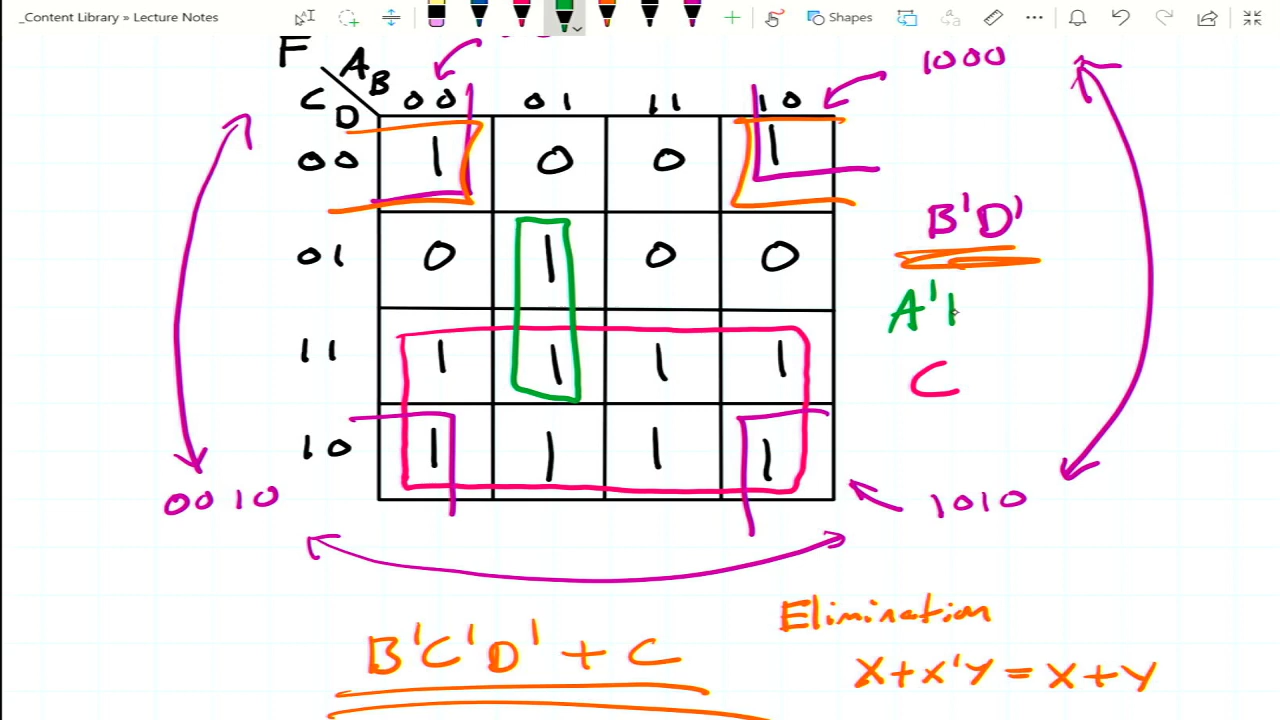 _Content Library » Lecture Notes
Shapes
F
AB
CD
00 01 11 10
1000
00 1 0 0 1
B'D'
01 0 1 0 0
A'
11 1 1 1 1
C
10 1 1 1 1
0010
1010
Elimination
B'C'D' + C
X+X'Y = X+Y